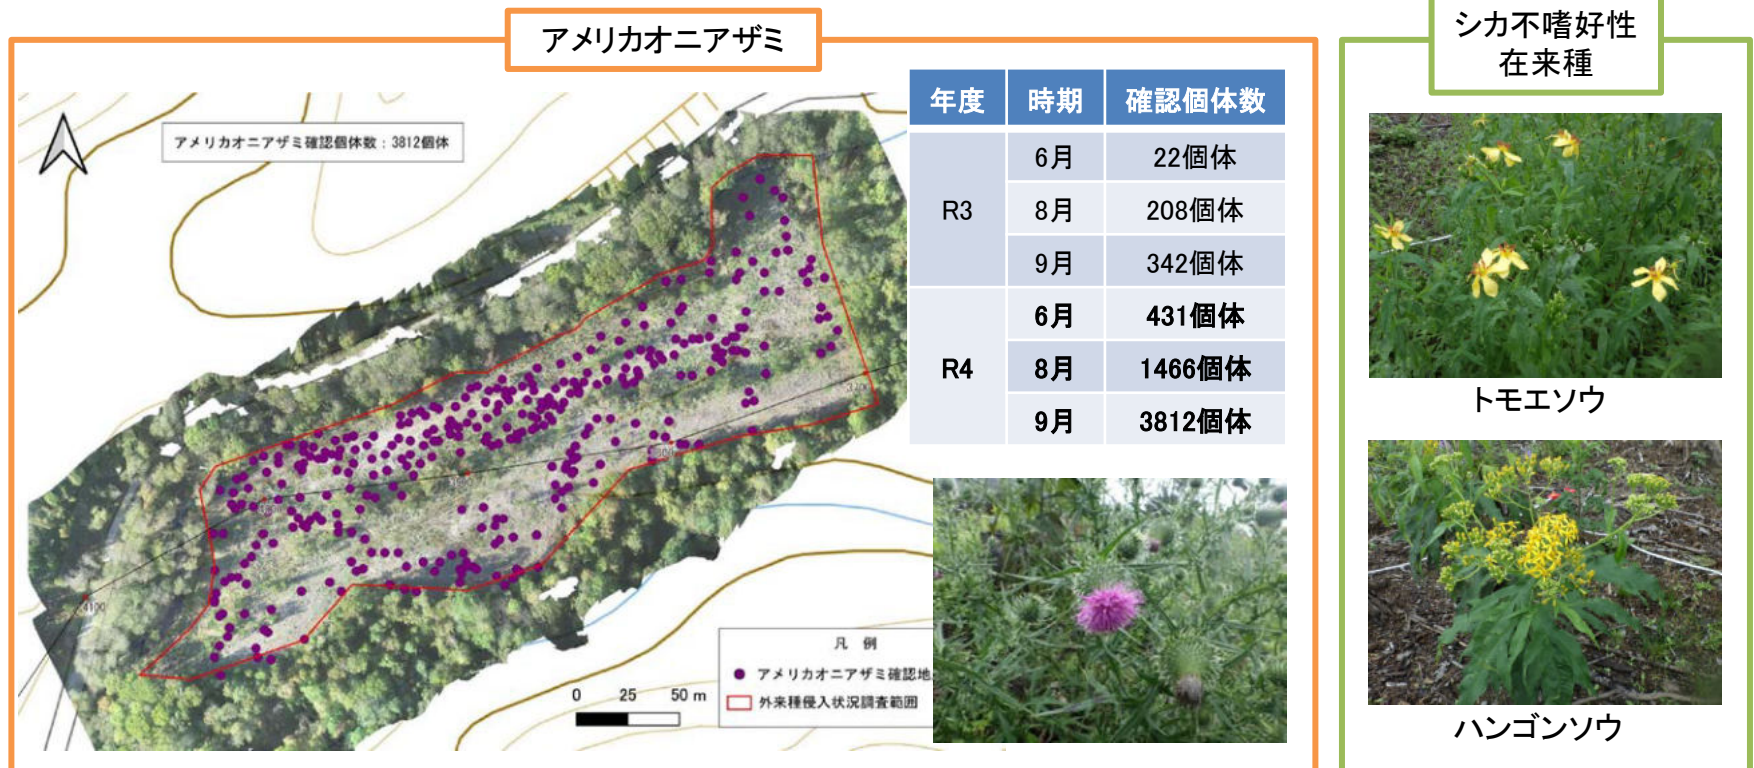 アメリカオニアザミ
アメリカオニアザミ確認個体数：3812個体
4100
3700
凡 例
アメリカオニアザミ確認地
外来種侵入状況調査範囲
0 25 50 m
年度 時期 確認個体数
R3 6月 22個体
8月 208個体
9月 342個体
R4 6月 431個体
8月 1466個体
9月 3812個体
シカ不嗜好性
在来種
トモエソウ
ハンゴンソウ